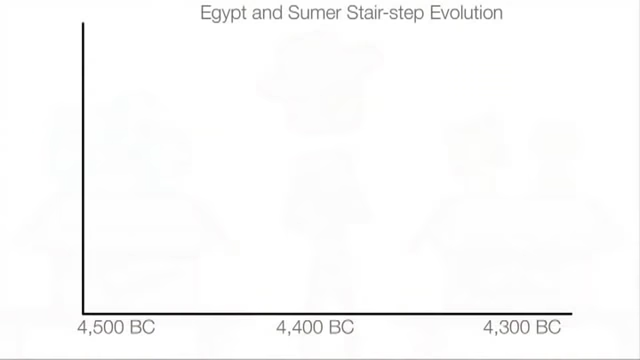 Egypt and Sumer Stair-step Evolution
4,500 BC 4,400 BC 4,300 BC